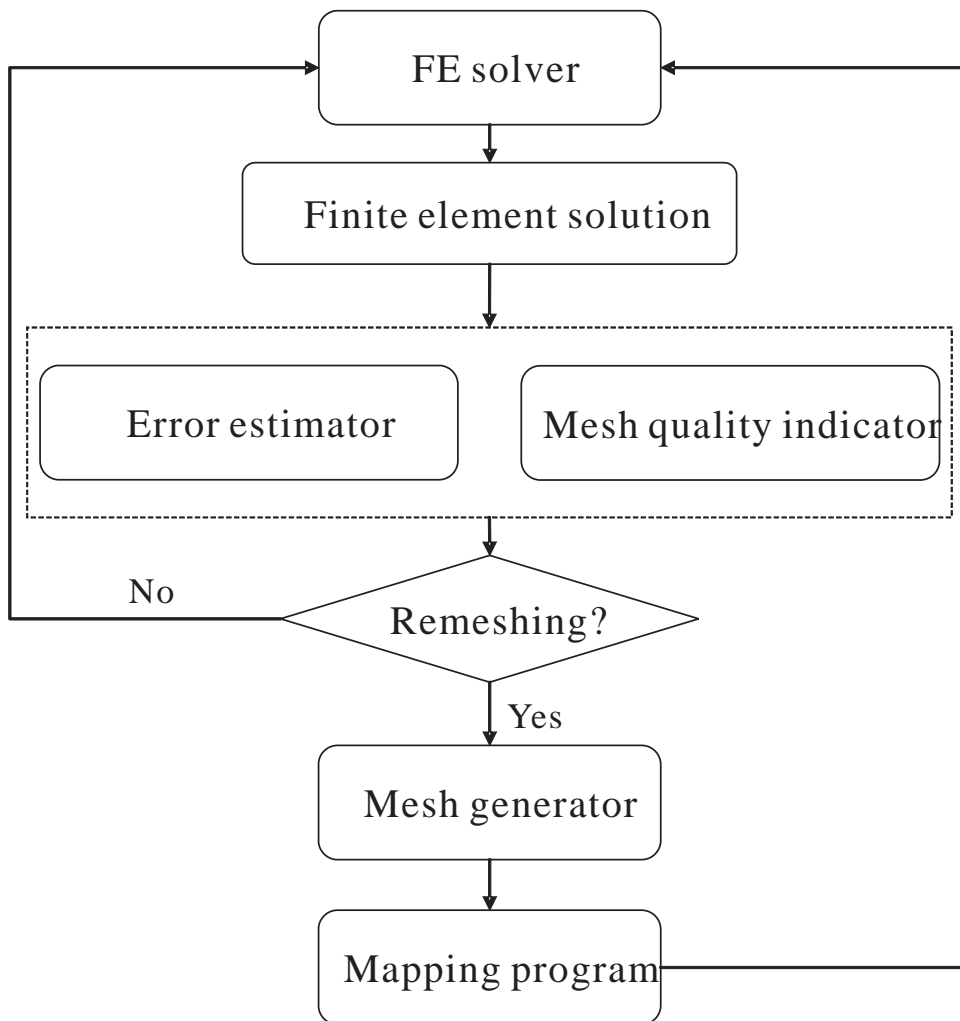 FE solver
Finite element solution
Error estimator
Mesh quality indicator
No
Remeshing?
Yes
Mesh generator
Mapping program